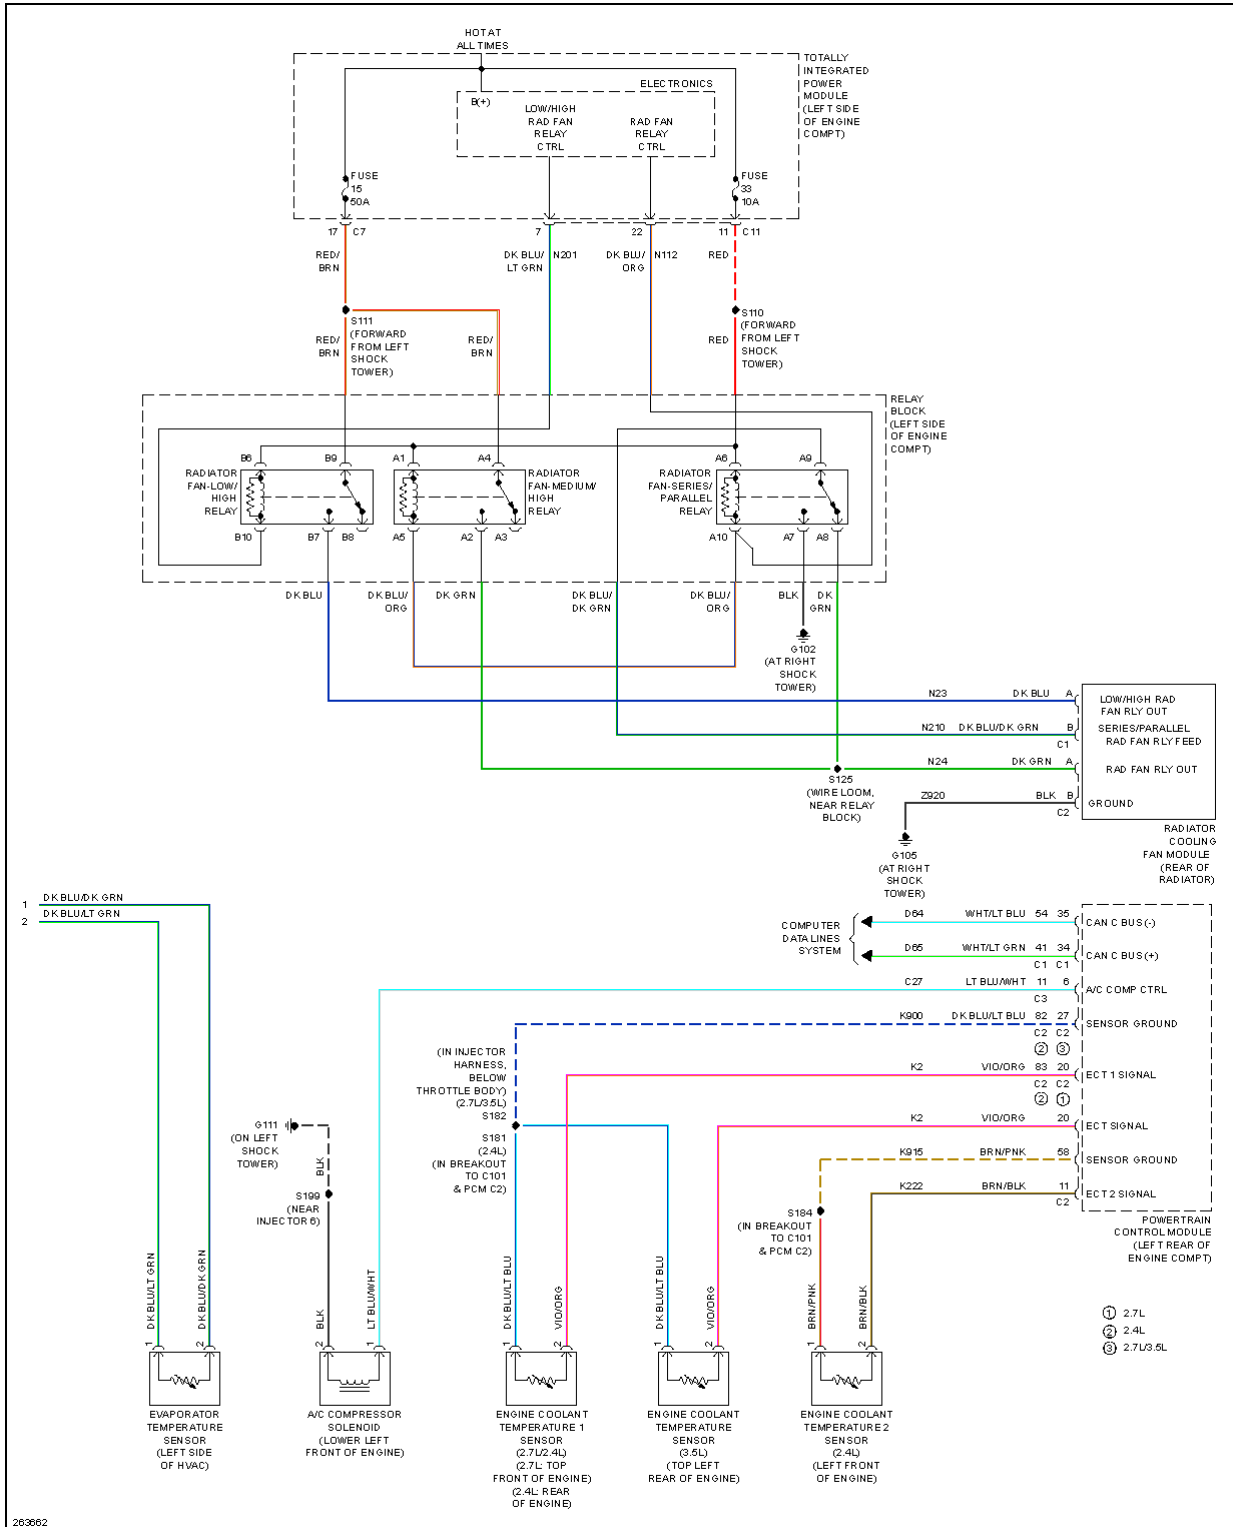 HOT AT
ALL TIMES
TOTALLY
INTEGRATED
POWER
MODULE
(LEFT SIDE
OF ENGINE
COMPT)
ELECTRONICS
B(+)
LOW/HIGH
RAD FAN
RELAY
CTRL
RAD FAN
RELAY
CTRL
FUSE
15
50A
FUSE
33
10A
17 C7
7
22
11 C11
RED/
BRN
DK BLU/
LT GRN
N201
DK BLU/
ORG
N112
RED
S111
(FORWARD
FROM LEFT
SHOCK
TOWER)
S110
(FORWARD
FROM LEFT
SHOCK
TOWER)
RED/
BRN
RED/
BRN
RED
RELAY
BLOCK
(LEFT SIDE
OF ENGINE
COMPT)
B6
B9
A1
A4
A6
A9
RADIATOR
FAN-LOW/
HIGH
RELAY
RADIATOR
FAN-MEDIUM/
HIGH
RELAY
RADIATOR
FAN-SERIES/
PARALLEL
RELAY
B10
B7
B8
A5
A2
A3
A10
A7
A8
DK BLU
DK BLU/
ORG
DK GRN
DK BLU/
DK GRN
DK BLU/
ORG
BLK
DK
GRN
G102
(AT RIGHT
SHOCK
TOWER)
N23 DK BLU A
LOW/HIGH RAD
FAN RLY OUT
N210 DK BLU/DK GRN B
C1
SERIES/PARALLEL
RAD FAN RLY FEED
N24 DK GRN A
RAD FAN RLY OUT
S125
(WIRE LOOM,
NEAR RELAY
BLOCK)
Z920 BLK B
C2
GROUND
RADIATOR
COOLING
FAN MODULE
(REAR OF
RADIATOR)
G105
(AT RIGHT
SHOCK
TOWER)
1 DK BLU/DK GRN
2 DK BLU/LT GRN
COMPUTER
DATA LINES
SYSTEM
D64 WHT/LT BLU 54 35
CAN C BUS (-)
D65 WHT/LT GRN 41 34
C1 C1
CAN C BUS (+)
C27 LT BLU/WHT 11 6
C3
A/C COMP CTRL
K900 DK BLU/LT BLU 82 27
C2 C2
2 3
SENSOR GROUND
K2 VIO/ORG 83 20
C2 C2
2 1
ECT 1 SIGNAL
K2 VIO/ORG 20
ECT SIGNAL
K915 BRN/PNK 58
SENSOR GROUND
K222 BRN/BLK 11
C2
ECT 2 SIGNAL
POWERTRAIN
CONTROL MODULE
(LEFT REAR OF
ENGINE COMPT)
(IN INJECTOR
HARNESS,
BELOW
THROTTLE BODY)
(2.7L/3.5L)
S182
S181
(2.4L)
(IN BREAKOUT
TO C101
& PCM C2)
G111
(ON LEFT
SHOCK
TOWER)
BLK
S199
(NEAR
INJECTOR 6)
S184
(IN BREAKOUT
TO C101
& PCM C2)
1 2.7L
2 2.4L
3 2.7L/3.5L
DK BLU/LT GRN
DK BLU/DK GRN
BLK
LT BLU/WHT
DK BLU/LT BLU
VIO/ORG
DK BLU/LT BLU
VIO/ORG
BRN/PNK
BRN/BLK
1
2
2
1
1
2
1
2
1
2
EVAPORATOR
TEMPERATURE
SENSOR
(LEFT SIDE
OF HVAC)
A/C COMPRESSOR
SOLENOID
(LOWER LEFT
FRONT OF ENGINE)
ENGINE COOLANT
TEMPERATURE 1
SENSOR
(2.7L/2.4L)
(2.7L: TOP
FRONT OF ENGINE)
(2.4L: REAR
OF ENGINE)
ENGINE COOLANT
TEMPERATURE
SENSOR
(3.5L)
(TOP LEFT
REAR OF ENGINE)
ENGINE COOLANT
TEMPERATURE 2
SENSOR
(2.4L)
(LEFT FRONT
OF ENGINE)
263662